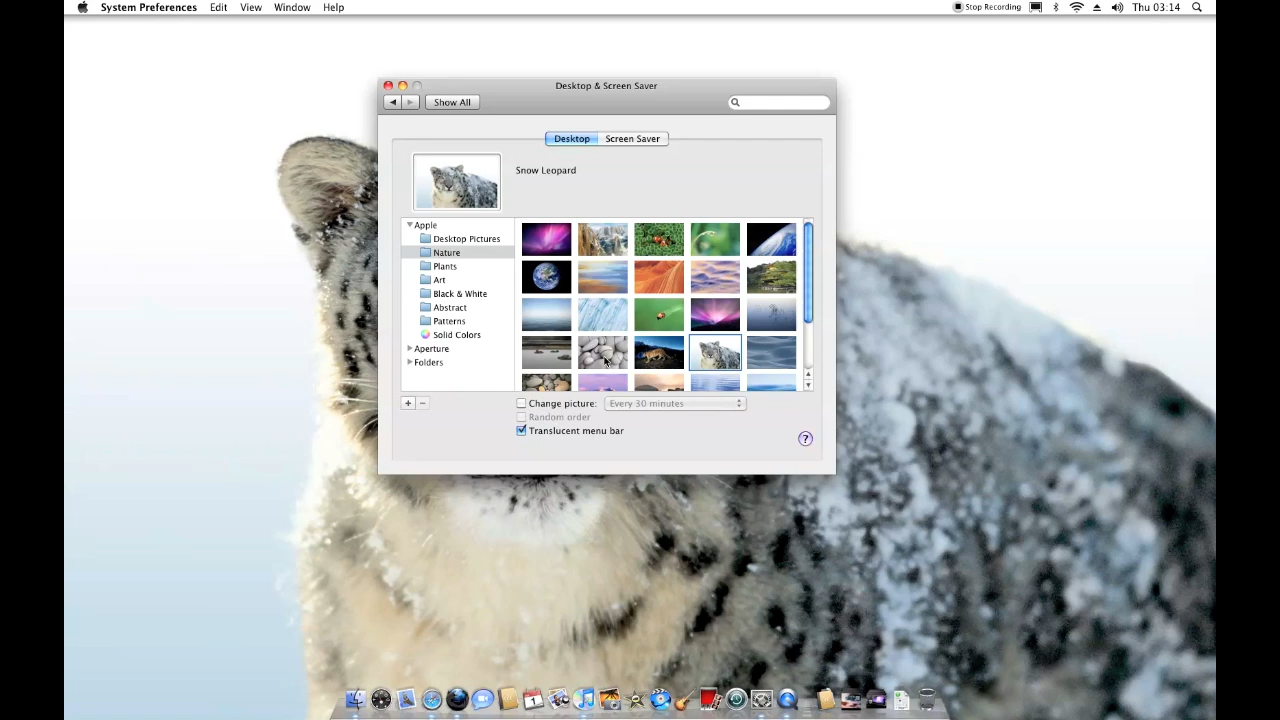 System Preferences Edit View Window Help Stop Recording Thu 03:14
Desktop & Screen Saver
Show All
Desktop Screen Saver
Snow Leopard
Apple
Desktop Pictures
Nature
Plants
Art
Black & White
Abstract
Patterns
Solid Colors
Aperture
Folders
+ −
Change picture: Every 30 minutes
Random order
Translucent menu bar
?